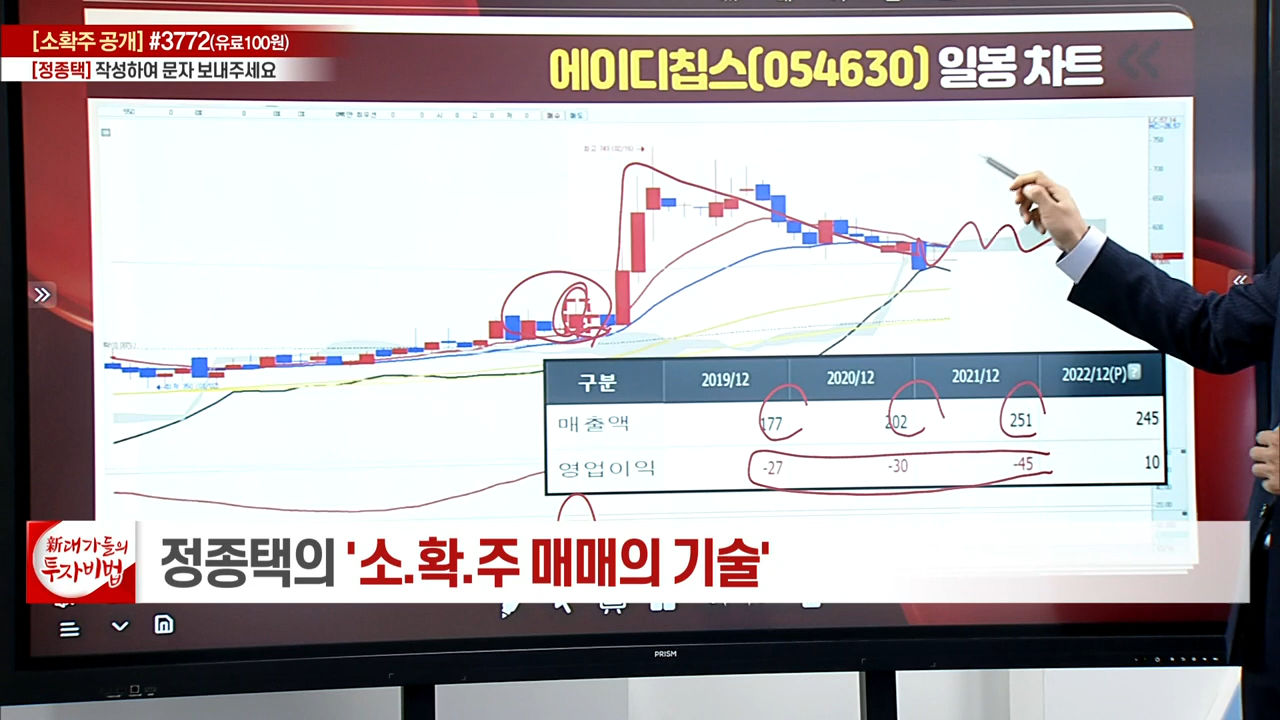 [소확주 공개] #3772(유료100원)
[정종택] 작성하여 문자 보내주세요
에이디칩스(054630) 일봉 차트
750
700
650
600
구분 2019/12 2020/12 2021/12 2022/12(P)
매출액 177 202 251 245
영업이익 -27 -30 -45 10
新대가들의
투자비법
정종택의 '소.확.주 매매의 기술'
PRISM